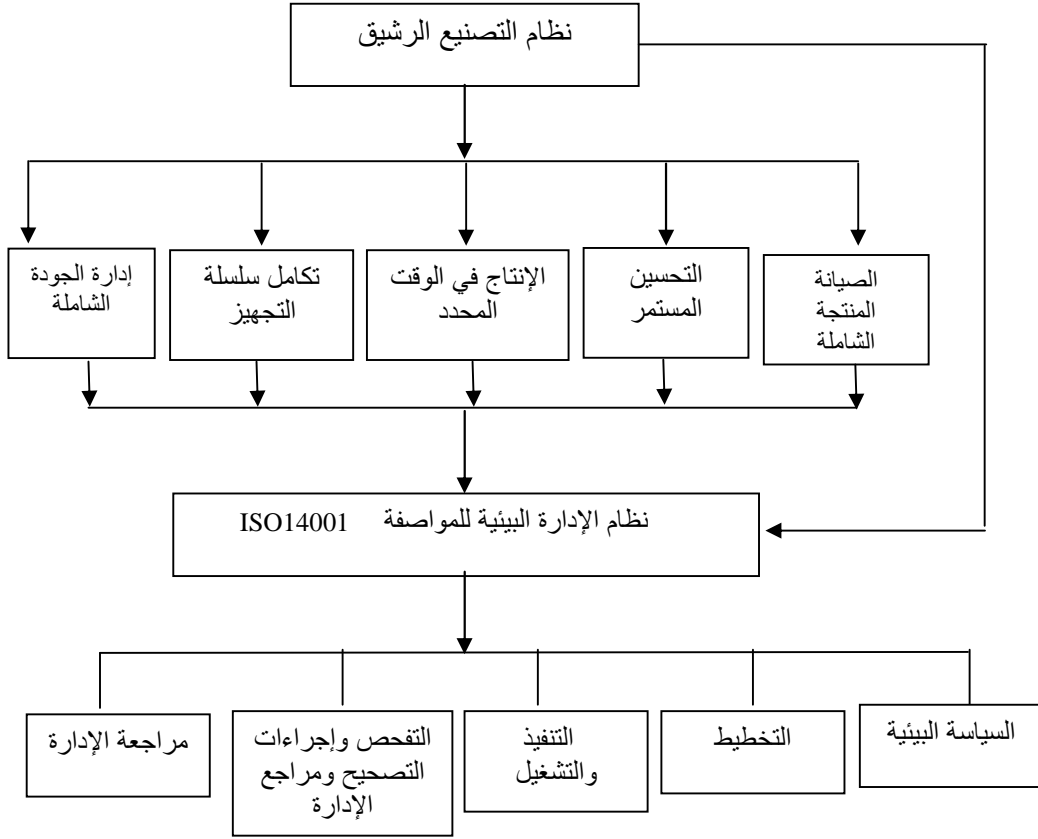 نظام التصنيع الرشيق
الصيانة
المنتجة
الشاملة
التحسين
المستمر
الإنتاج في الوقت
المحدد
تكامل سلسلة
التجهيز
إدارة الجودة
الشاملة
نظام الإدارة البيئية للمواصفة ISO14001
السياسة البيئية
التخطيط
التنفيذ
والتشغيل
التفحص وإجراءات
التصحيح ومراجع
الإدارة
مراجعة الإدارة